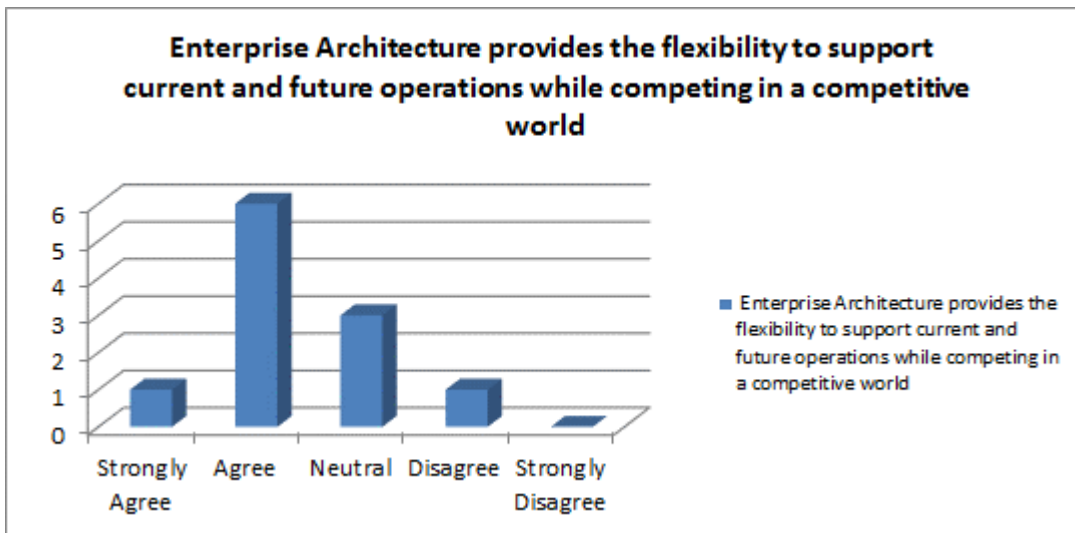 Enterprise Architecture provides the flexibility to support
current and future operations while competing in a competitive
world
6
5
4
3
2
1
0
Strongly Agree
Agree
Neutral
Disagree
Strongly Disagree
Enterprise Architecture provides the
flexibility to support current and
future operations while competing in
a competitive world